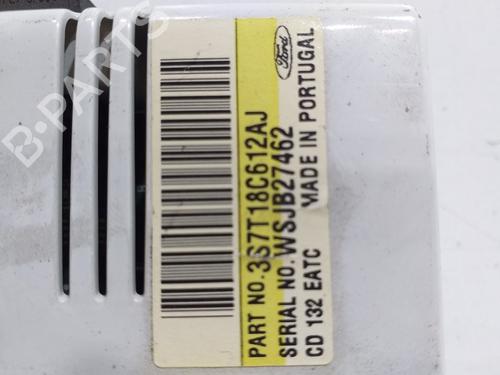 PART NO. 3S7T18C612AJ
SERIAL NO. WSJB27462
CD 132 EATC
MADE IN PORTUGAL
Ford
B-PARTS